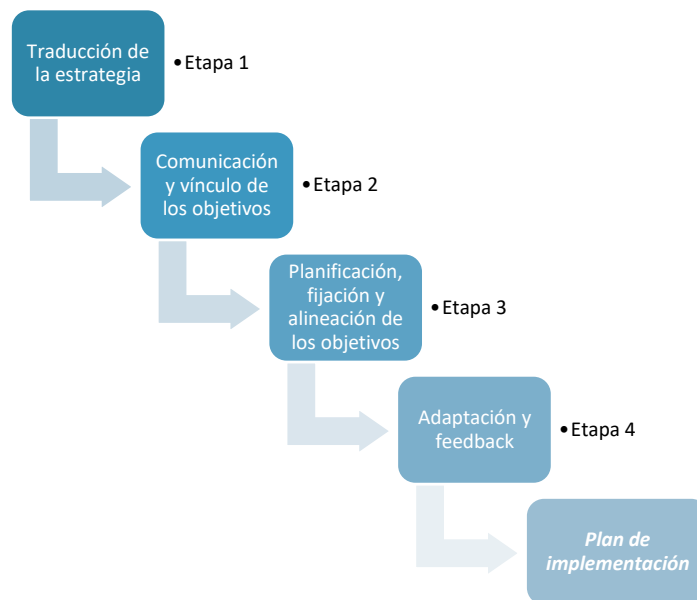 Traducción de
la estrategia
• Etapa 1
Comunicación
y vínculo de
los objetivos
• Etapa 2
Planificación,
fijación y
alineación de
los objetivos
• Etapa 3
Adaptación y
feedback
• Etapa 4
Plan de
implementación